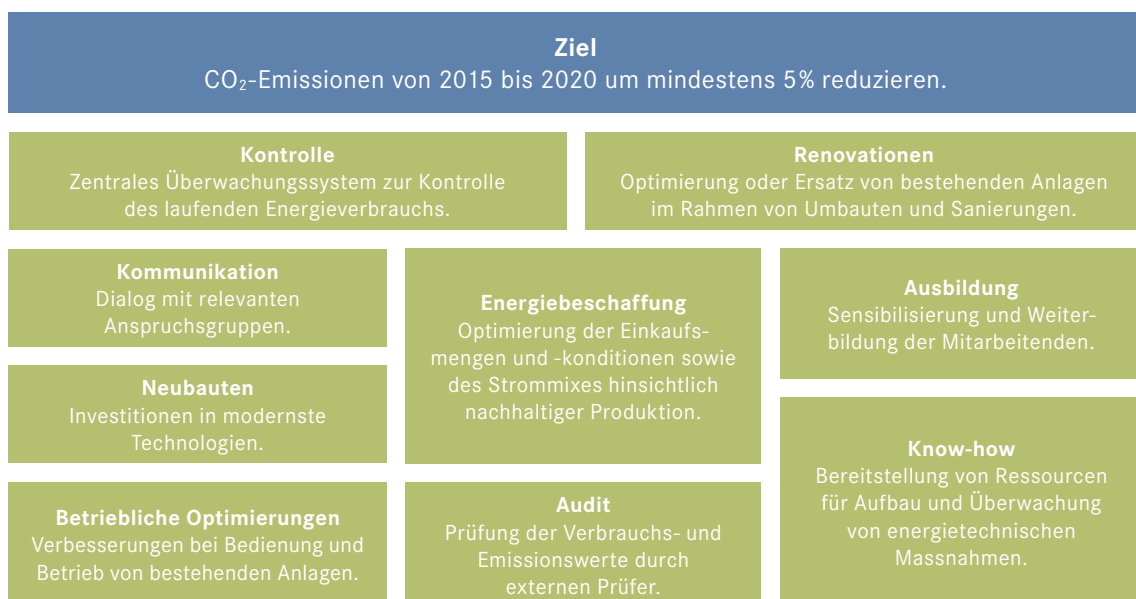 Ziel
CO₂-Emissionen von 2015 bis 2020 um mindestens 5% reduzieren.
Kontrolle
Zentrales Überwachungssystem zur Kontrolle
des laufenden Energieverbrauchs.
Renovationen
Optimierung oder Ersatz von bestehenden Anlagen
im Rahmen von Umbauten und Sanierungen.
Kommunikation
Dialog mit relevanten
Anspruchsgruppen.
Energiebeschaffung
Optimierung der Einkaufs-
mengen und -konditionen sowie
des Strommixes hinsichtlich
nachhaltiger Produktion.
Ausbildung
Sensibilisierung und Weiter-
bildung der Mitarbeitenden.
Neubauten
Investitionen in modernste
Technologien.
Know-how
Bereitstellung von Ressourcen
für Aufbau und Überwachung
von energietechnischen
Massnahmen.
Betriebliche Optimierungen
Verbesserungen bei Bedienung und
Betrieb von bestehenden Anlagen.
Audit
Prüfung der Verbrauchs- und
Emissionswerte durch
externen Prüfer.